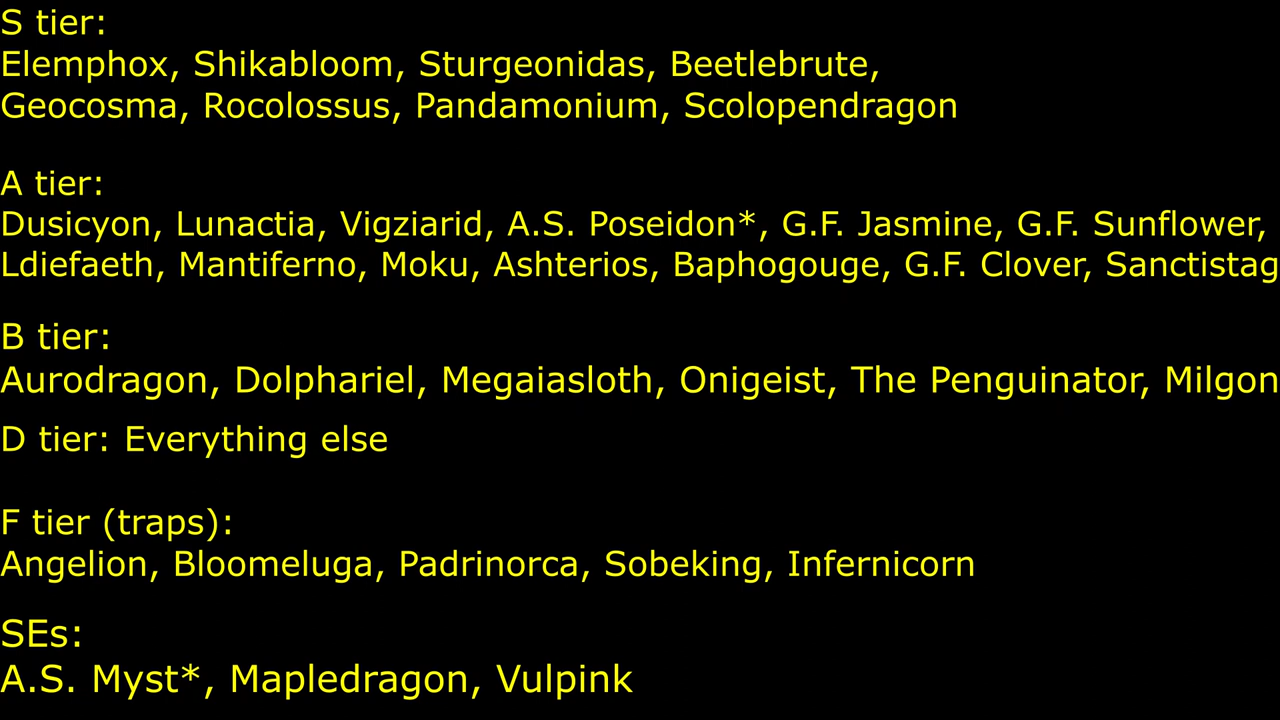 S tier:
Elemphox, Shikabloom, Sturgeonidas, Beetlebrute,
Geocosma, Rocolossus, Pandamonium, Scolopendragon
A tier:
Dusicyon, Lunactia, Vigziarid, A.S. Poseidon*, G.F. Jasmine, G.F. Sunflower,
Ldiefaeth, Mantiferno, Moku, Ashterios, Baphogouge, G.F. Clover, Sanctistag
B tier:
Aurodragon, Dolphariel, Megaiasloth, Onigeist, The Penguinator, Milgon
D tier: Everything else
F tier (traps):
Angelion, Bloomeluga, Padrinorca, Sobeking, Infernicorn
SEs:
A.S. Myst*, Mapledragon, Vulpink